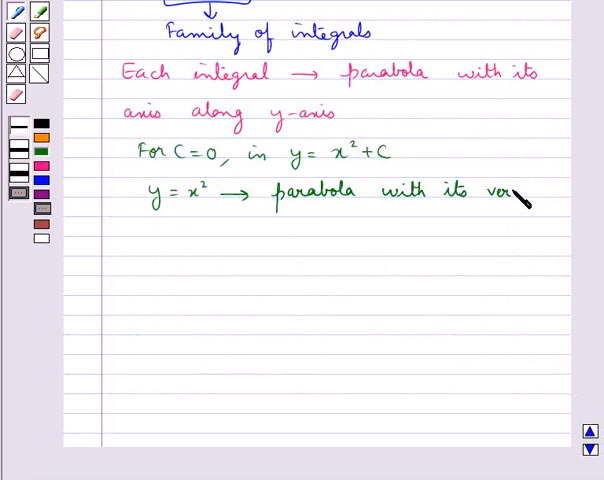 Family of integrals
Each integral → parabola with its
axis along y-axis
For C=0, in y = x² + C
y = x² → parabola with its ver